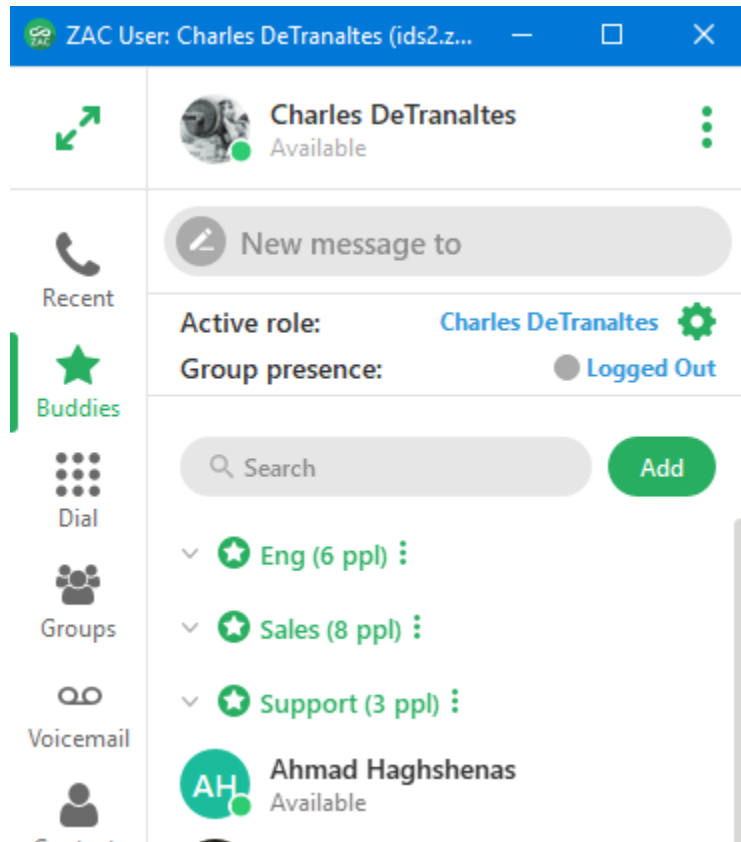 ZAC User: Charles DeTranaltes (ids2.z...
Charles DeTranaltes
Available
New message to
Recent
Active role: Charles DeTranaltes
Group presence: Logged Out
Buddies
Search
Add
Dial
Eng (6 ppl)
Groups
Sales (8 ppl)
Voicemail
Support (3 ppl)
AH
Ahmad Haghshenas
Available